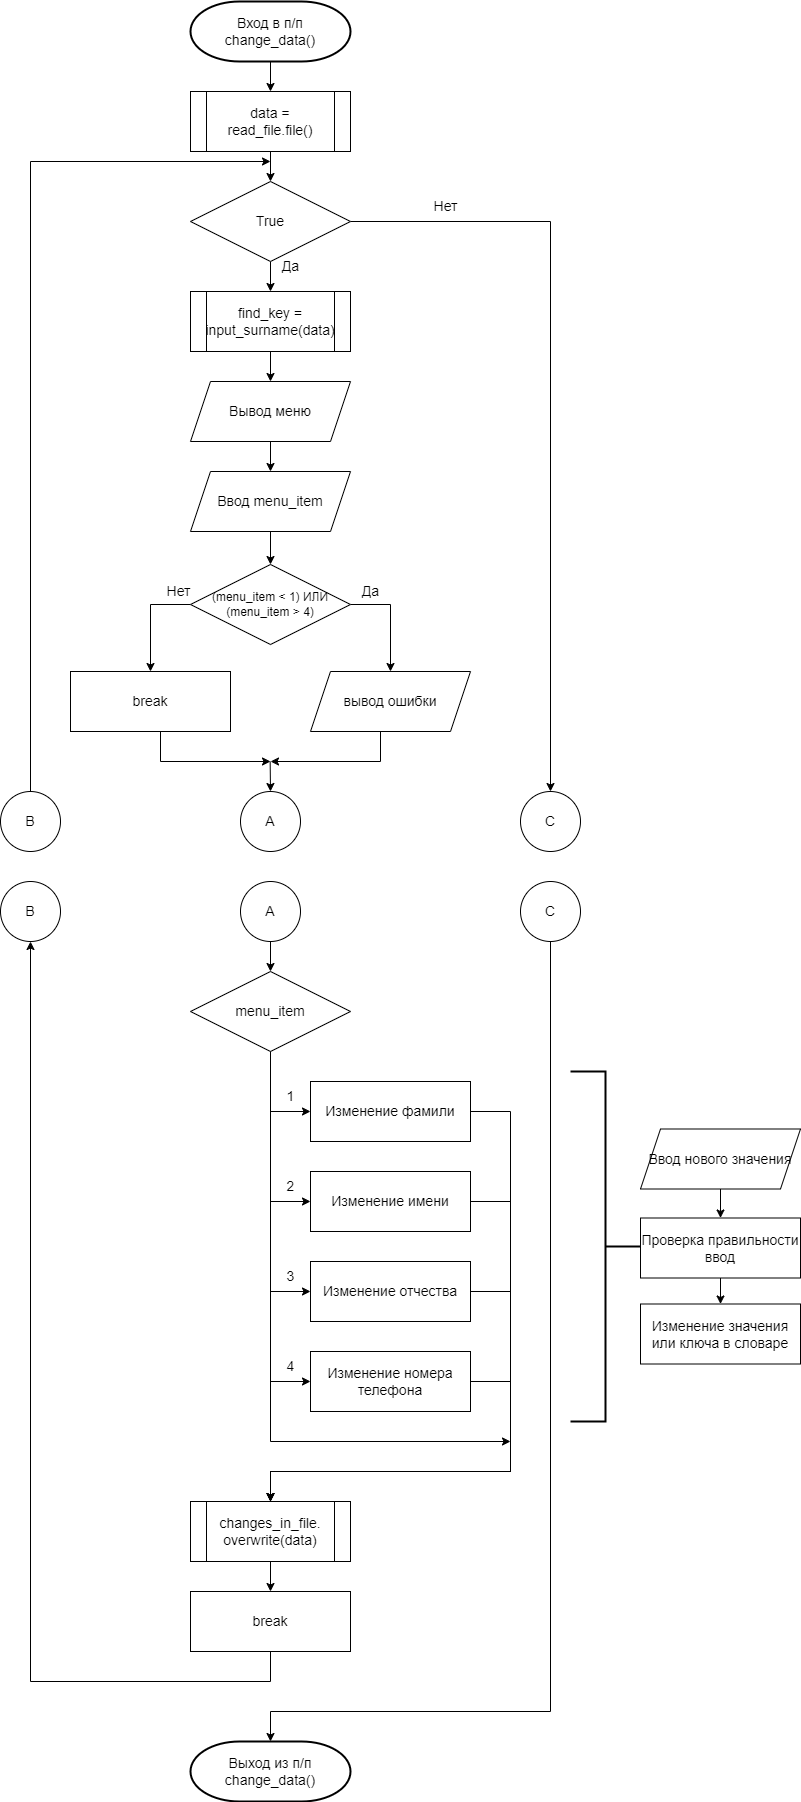 Вход в п/п
change_data()
data =
read_file.file()
True
Нет
Да
find_key =
input_surname(data)
Вывод меню
Ввод menu_item
Нет
(menu_item < 1) ИЛИ
(menu_item > 4)
Да
break
вывод ошибки
B
A
C
B
A
C
menu_item
1
Изменение фамили
2
Изменение имени
3
Изменение отчества
4
Изменение номера
телефона
Ввод нового значения
Проверка правильности
ввод
Изменение значения
или ключа в словаре
changes_in_file.
overwrite(data)
break
Выход из п/п
change_data()